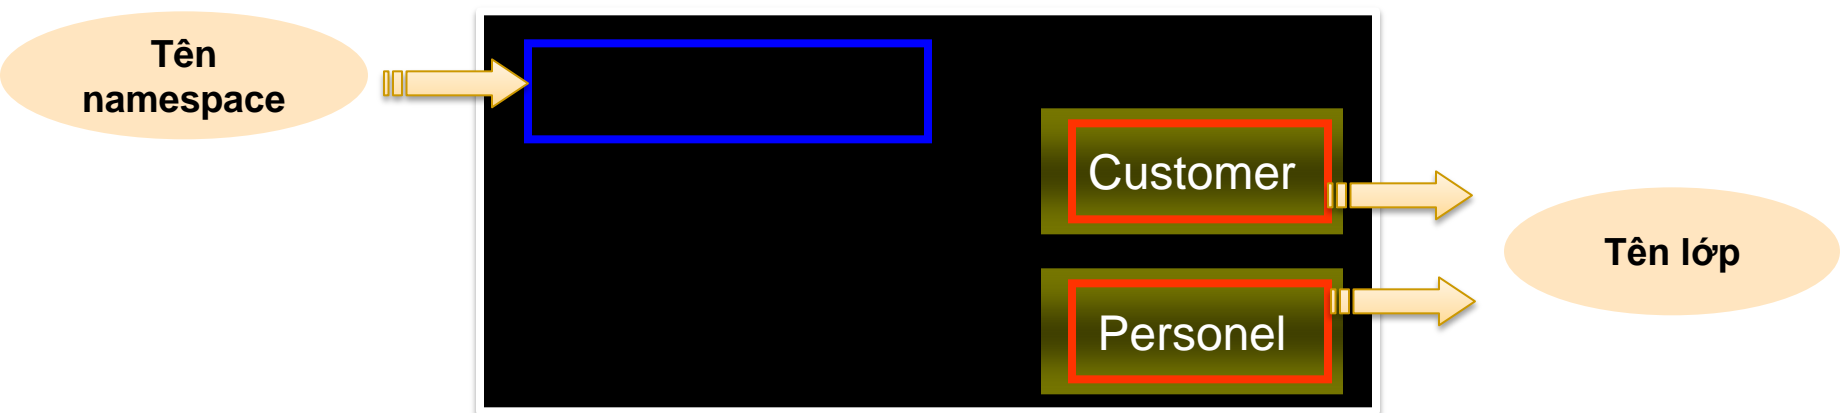 Tên
namespace
Customer
Tên lớp
Personel